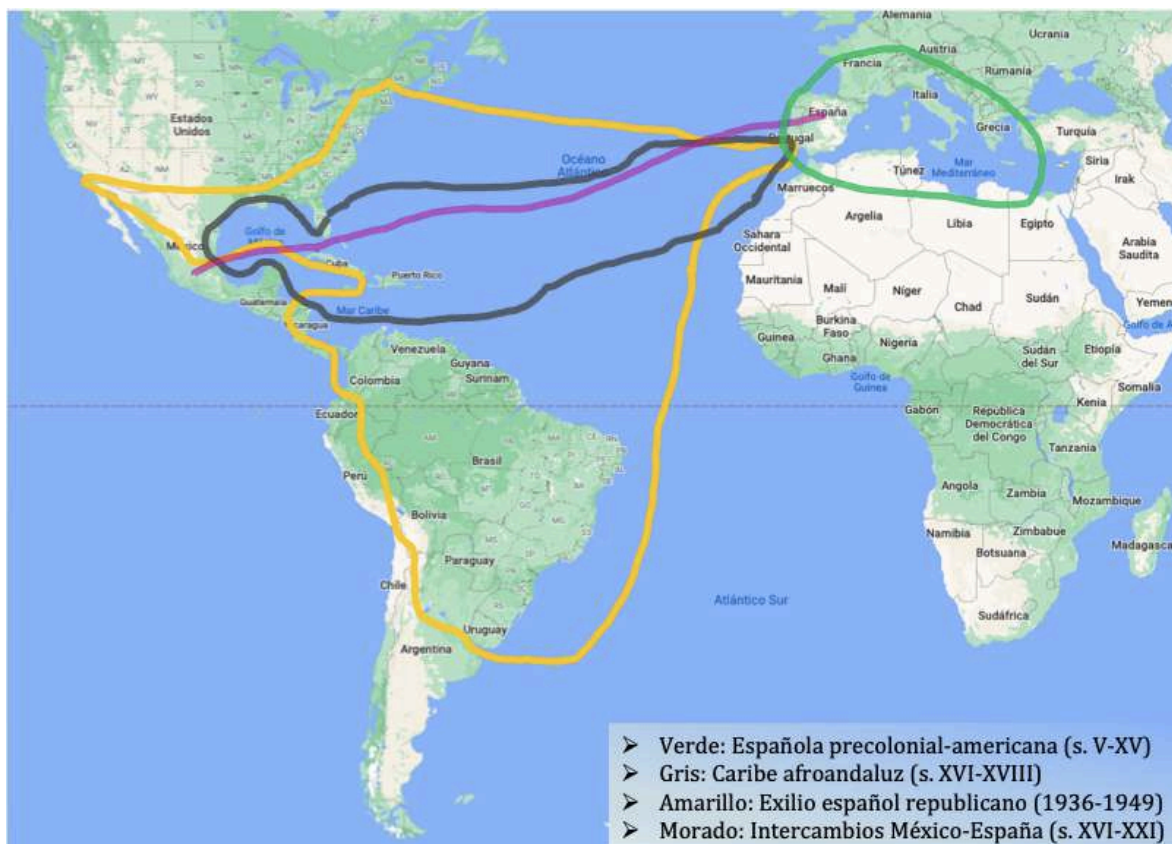 Alemania
Ucrania
Austria
Francia
Rumanía
Italia
España
Portugal
Grecia
Turquía
Estados
Unidos
Océano
Atlántico
Mar
Mediterráneo
Túnez
Siria
Irak
Marruecos
Argelia
Libia
Egipto
Arabia
Saudita
Sahara
Occidental
México
Golfo de
Cuba
Puerto Rico
Mauritania
Malí
Níger
Chad
Sudán
Yemen
Guatemala
Mar Caribe
Nicaragua
Burkina
Faso
Guinea
Nigeria
Ghana
Sudán
del Sur
Etiopía
Somalia
Venezuela
Guyana
Surinam
Colombia
Golfo de
Guinea
Ecuador
Gabón
República
Democrática
del Congo
Kenia
Tanzania
Perú
Brasil
Bolivia
Angola
Zambia
Mozambique
Namibia
Zimbabue
Botsuana
Madagasca
Paraguay
Chile
Atlántico Sur
Sudáfrica
Uruguay
Argentina
➢ Verde: Española precolonial-americana (s. V-XV)
➢ Gris: Caribe afroandaluz (s. XVI-XVIII)
➢ Amarillo: Exilio español republicano (1936-1949)
➢ Morado: Intercambios México-España (s. XVI-XXI)